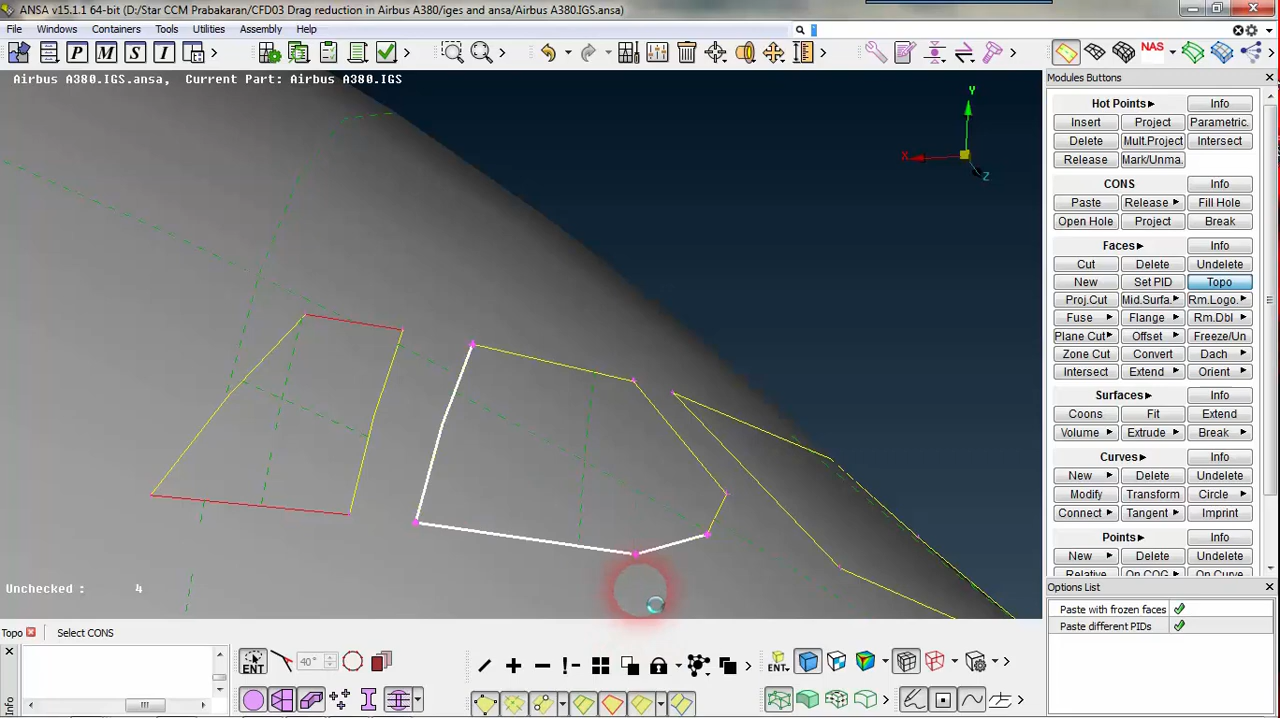 ANSA v15.1.1 64-bit (D:/Star CCM Prabakaran/CFD03 Drag reduction in Airbus A380/iges and ansa/Airbus A380.IGS.ansa)
File Windows Containers Tools Utilities Assembly Help
P M S I NAS
Airbus A380.IGS.ansa, Current Part: Airbus A380.IGS
Y
X
Z
Modules Buttons
Hot Points Info
Insert Project Parametric.
Delete Mult.Project Intersect
Release Mark/Unma.
CONS Info
Paste Release Fill Hole
Open Hole Project Break
Faces Info
Cut Delete Undelete
New Set PID Topo
Proj.Cut Mid.Surfa. Rm.Logo.
Fuse Flange Rm.Dbl
Plane Cut Offset Freeze/Un
Zone Cut Convert Dach
Intersect Extend Orient
Surfaces Info
Coons Fit Extend
Volume Extrude Break
Curves Info
New Delete Undelete
Modify Transform Circle
Connect Tangent Imprint
Points Info
New Delete Undelete
Relative On COG On Curve
Unchecked : 4
Options List
Paste with frozen faces
Paste different PIDs
Topo Select CONS
Info
ENT 40° ENT